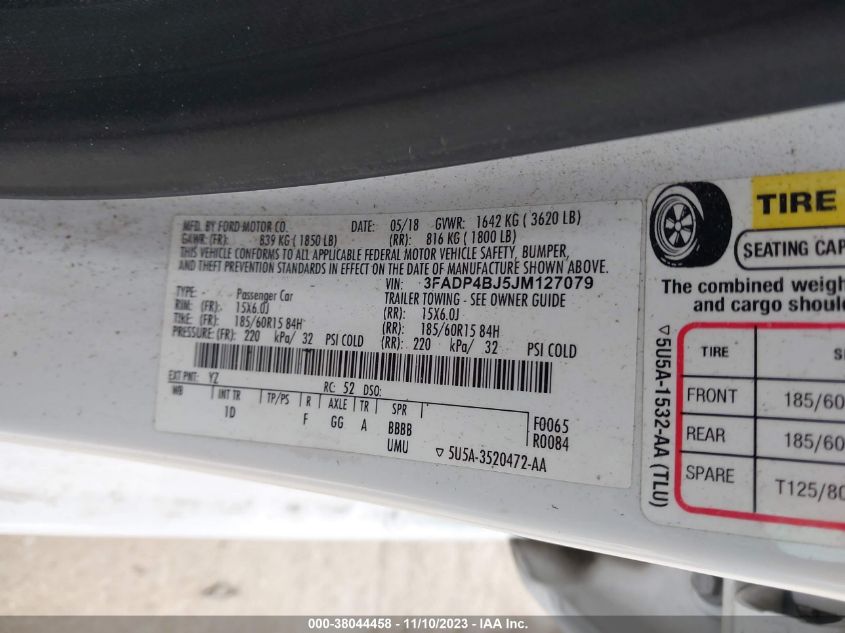 MFD. BY FORD MOTOR CO. DATE: 05/18 GVWR: 1642 KG ( 3620 LB)
GAWR: (FR): 839 KG ( 1850 LB) (RR): 816 KG ( 1800 LB)
THIS VEHICLE CONFORMS TO ALL APPLICABLE FEDERAL MOTOR VEHICLE SAFETY, BUMPER,
AND THEFT PREVENTION STANDARDS IN EFFECT ON THE DATE OF MANUFACTURE SHOWN ABOVE.
VIN: 3FADP4BJ5JM127079
TYPE: Passenger Car TRAILER TOWING - SEE OWNER GUIDE
RIM: (FR): 15X6.0J (RR): 15X6.0J
TIRE: (FR): 185/60R15 84H (RR): 185/60R15 84H
PRESSURE: (FR): 220 kPa/ 32 PSI COLD (RR): 220 kPa/ 32 PSI COLD
EXT PNT: YZ RC: 52 DSO:
WB INT TR TP/PS R AXLE TR SPR
1D F GG A BBBB F0065
UMU R0084
▽ 5U5A-3520472-AA
TIRE
SEATING CAP
The combined weigh
and cargo shoul
TIRE S
FRONT 185/60
REAR 185/60
SPARE T125/80
▽5U5A-1532-AA (TLU)
000-38044458 - 11/10/2023 - IAA Inc.